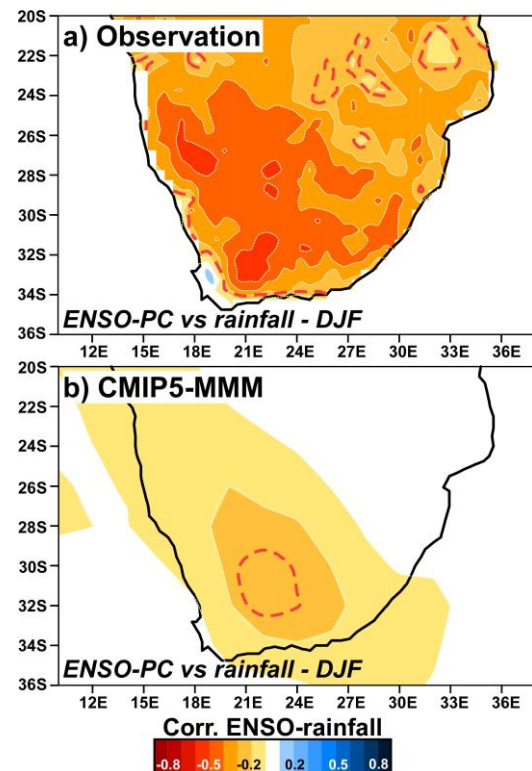 20S
a) Observation
22S
24S
26S
28S
30S
32S
34S
ENSO-PC vs rainfall - DJF
36S
12E 15E 18E 21E 24E 27E 30E 33E 36E
20S
b) CMIP5-MMM
22S
24S
26S
28S
30S
32S
34S
ENSO-PC vs rainfall - DJF
36S
12E 15E 18E 21E 24E 27E 30E 33E 36E
Corr. ENSO-rainfall
-0.8 -0.5 -0.2 0.2 0.5 0.8